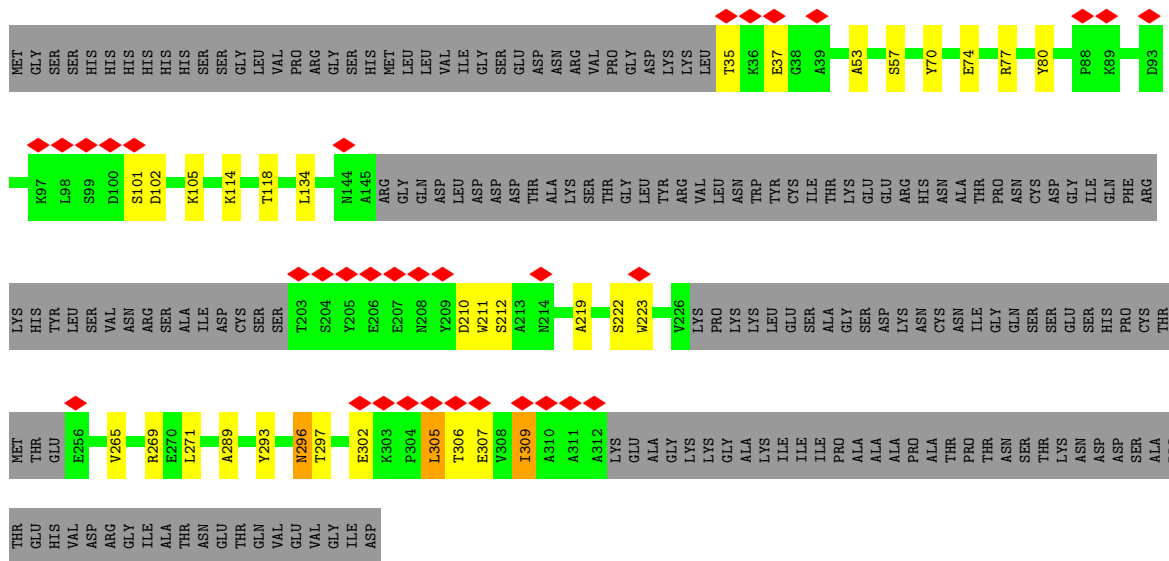 MET GLY SER SER HIS HIS HIS HIS HIS HIS SER SER GLY LEU VAL PRO ARG GLY SER HIS MET LEU LEU VAL ILE GLY SER GLU ASP ASN ARG VAL PRO GLY ASP LYS LYS LEU T35 K36 E37 G38 A39 A53 S57 Y70 E74 R77 Y80 P88 K89 D93
K97 L98 S99 D100 S101 D102 K105 K114 T118 L134 N144 A145 ARG GLY GLN ASP LEU ASP ASP ASP THR ALA LYS SER THR GLY LEU TYR ARG VAL LEU ASN TRP TYR CYS ILE THR LYS GLU GLU ARG HIS ASN ALA THR PRO ASN CYS ASP GLY ILE GLN PHE ARG
LYS HIS TYR LEU SER VAL ASN ARG SER ALA ILE ASP CYS SER SER T203 S204 Y205 E206 E207 N208 Y209 D210 W211 S212 A213 N214 A219 S222 W223 V226 LYS PRO LYS LYS LEU GLU SER ALA GLY SER ASP LYS ASN CYS ASN ILE GLY GLN SER SER GLU SER HIS PRO CYS THR
MET THR GLU E256 V265 R269 E270 L271 A289 Y293 N296 T297 E302 K303 P304 L305 T306 E307 V308 I309 A310 A311 A312 LYS GLU ALA GLY LYS LYS GLY ALA LYS ILE ILE ILE PRO ALA ALA ALA PRO ALA THR PRO THR ASN SER THR LYS ASN ASP ASP SER ALA
THR GLU HIS VAL ASP ARG GLY ILE ALA THR ASN GLU THR GLN VAL GLU VAL GLY ILE ASP